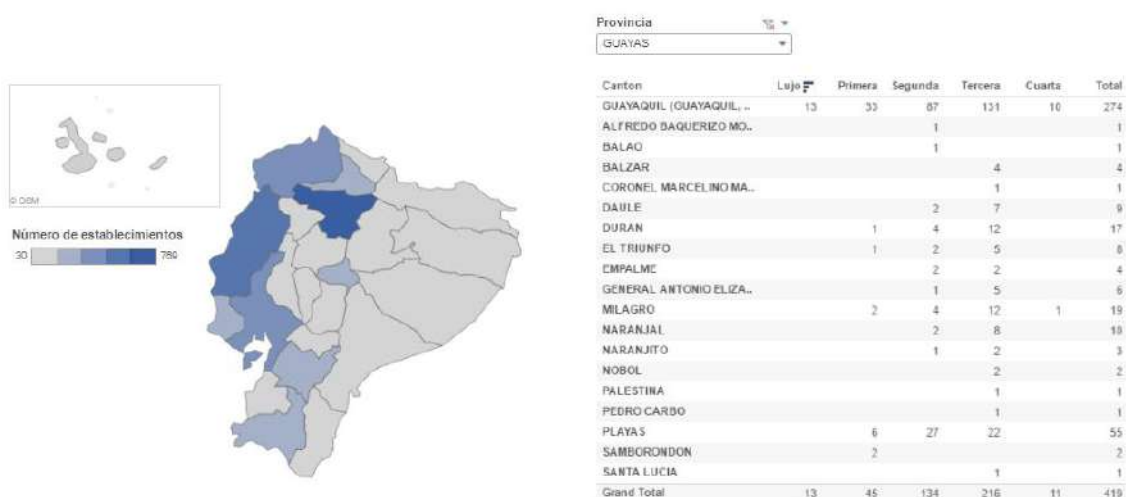 Provincia
GUAYAS
© OSM
Número de establecimientos
30 789
Canton Lujo Primera Segunda Tercera Cuarta Total
GUAYAQUIL (GUAYAQUIL, .. 13 33 87 131 10 274
ALFREDO BAQUERIZO MO.. 1 1
BALAO 1 1
BALZAR 4 4
CORONEL MARCELINO MA.. 1 1
DAULE 2 7 9
DURAN 1 4 12 17
EL TRIUNFO 1 2 5 8
EMPALME 2 2 4
GENERAL ANTONIO ELIZA.. 1 5 6
MILAGRO 2 4 12 1 19
NARANJAL 2 8 10
NARANJITO 1 2 3
NOBOL 2 2
PALESTINA 1 1
PEDRO CARBO 1 1
PLAYAS 6 27 22 55
SAMBORONDON 2 2
SANTA LUCIA 1 1
Grand Total 13 45 134 216 11 419